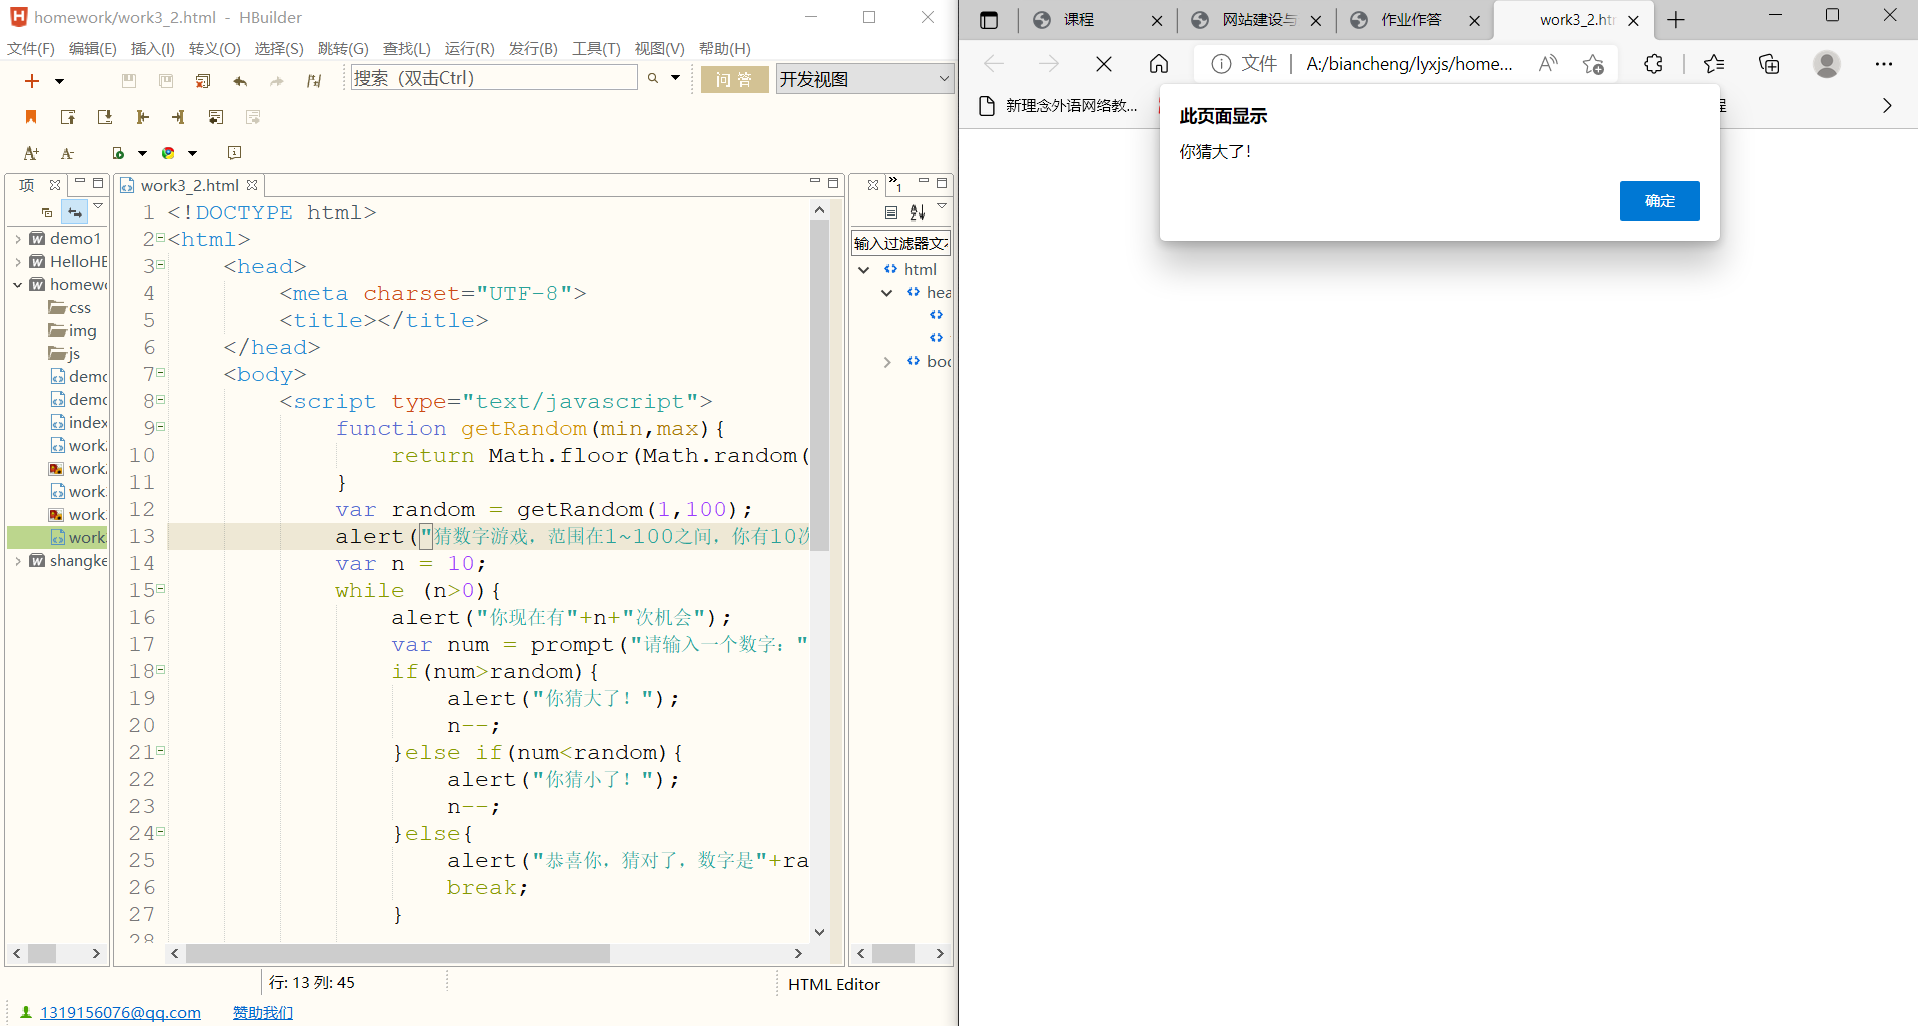 homework/work3_2.html - HBuilder
文件(F) 编辑(E) 插入(I) 转义(O) 选择(S) 跳转(G) 查找(L) 运行(R) 发行(B) 工具(T) 视图(V) 帮助(H)
搜索（双击Ctrl） 问 答 开发视图
项
work3_2.html
demo1
HelloHE
homewo
css
img
js
demo
demo
index
work
work
work
work
work
shangke
1 <!DOCTYPE html>
2 <html>
3 <head>
4 <meta charset="UTF-8">
5 <title></title>
6 </head>
7 <body>
8 <script type="text/javascript">
9 function getRandom(min,max){
10 return Math.floor(Math.random(
11 }
12 var random = getRandom(1,100);
13 alert("猜数字游戏，范围在1~100之间，你有10次
14 var n = 10;
15 while (n>0){
16 alert("你现在有"+n+"次机会");
17 var num = prompt("请输入一个数字："
18 if(num>random){
19 alert("你猜大了！");
20 n--;
21 }else if(num<random){
22 alert("你猜小了！");
23 n--;
24 }else{
25 alert("恭喜你，猜对了，数字是"+ra
26 break;
27 }
28
1
输入过滤器文本
html
hea
boc
行: 13 列: 45
HTML Editor
1319156076@qq.com 赞助我们
课程
网站建设与
作业作答
work3_2.ht
文件 A:/biancheng/lyxjs/home...
新理念外语网络教...
程
此页面显示
你猜大了！
确定